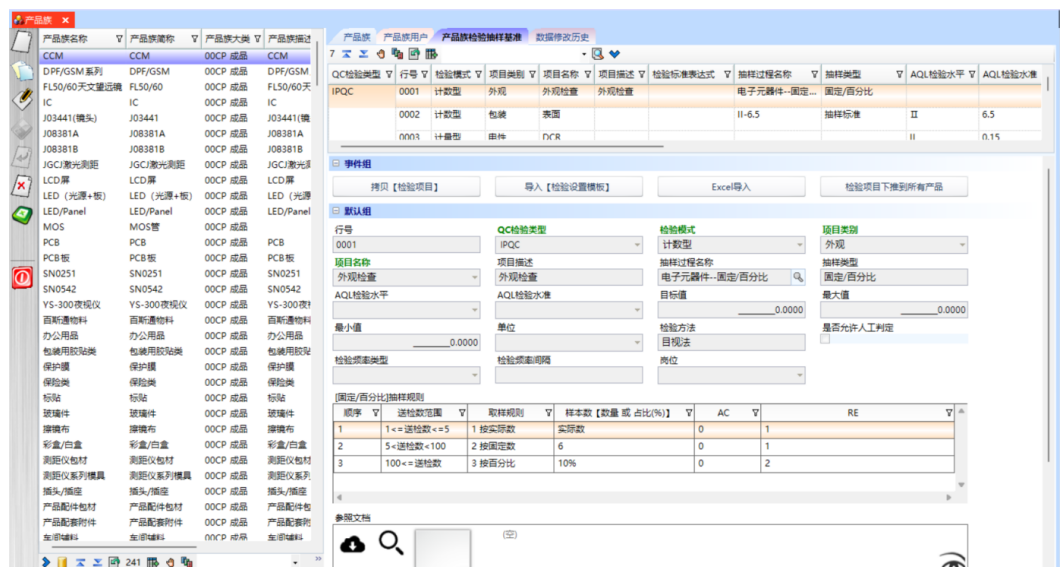 产品族
产品族名称 产品族简称 产品族大类 产品族描述
CCM CCM 00CP 成品 CCM
DPF/GSM系列 DPF/GSM 00CP 成品 DPF/GSM
FL50/60天文望远镜 FL50/60 00CP 成品 FL50/60天
IC IC 00CP 成品 IC
J03441(镜头) J03441 00CP 成品 J03441(镜
J08381A J08381A 00CP 成品 J08381A
J08381B J08381B 00CP 成品 J08381B
JGCJ激光测距 JGCJ激光测距 00CP 成品 JGCJ激光测
LCD屏 LCD屏 00CP 成品 LCD屏
LED（光源+板） LED（光源+板） 00CP 成品 LED（光源
LED/Panel LED/Panel 00CP 成品 LED/Panel
MOS MOS管 00CP 成品
PCB PCB 00CP 成品 PCB
PCB板 PCB板 00CP 成品 PCB板
SN0251 SN0251 00CP 成品 SN0251
SN0542 SN0542 00CP 成品 SN0542
YS-300夜视仪 YS-300夜视仪 00CP 成品 YS-300夜
百斯通物料 百斯通物料 00CP 成品 百斯通物料
办公用品 办公用品 00CP 成品 办公用品
包装用胶贴类 包装用胶贴类 00CP 成品 包装用胶贴
保护膜 保护膜 00CP 成品 保护膜
保险类 保险类 00CP 成品 保险类
标贴 标贴 00CP 成品 标贴
玻璃件 玻璃件 00CP 成品 玻璃件
擦镜布 擦镜布 00CP 成品 擦镜布
彩盒/白盒 彩盒/白盒 00CP 成品 彩盒/白盒
测距仪包材 测距仪包材 00CP 成品 测距仪包材
测距仪系列模具 测距仪系列模具 00CP 成品 测距仪系列
插头/插座 插头/插座 00CP 成品 插头/插座
产品配件包材 产品配件包材 00CP 成品 产品配件包
产品配套附件 产品配套附件 00CP 成品 产品配套附
车间辅料 车间辅料 00CP 成品 车间辅料
241
产品族 产品族用户 产品族检验抽样基准 数据修改历史
7
QC检验类型 行号 检验模式 项目类别 项目名称 项目描述 检验标准表达式 抽样过程名称 抽样类型 AQL检验水平 AQL检验水准
IPQC 0001 计数型 外观 外观检查 外观检查 电子元器件--固定... 固定/百分比
0002 计数型 包装 表面 II-6.5 抽样标准 II 6.5
0003 计量型 电性 DCR II 0.15
事件组
拷贝【检验项目】 导入【检验设置模板】 Excel导入 检验项目下推到所有产品
默认组
行号 QC检验类型 检验模式 项目类别
0001 IPQC 计数型 外观
项目名称 项目描述 抽样过程名称 抽样类型
外观检查 外观检查 电子元器件--固定/百分比 固定/百分比
AQL检验水平 AQL检验水准 目标值 最大值
0.0000 0.0000
最小值 单位 检验方法 是否允许人工判定
0.0000 目视法
检验频率类型 检验频率间隔 岗位
[固定/百分比]抽样规则
顺序 送检数范围 取样规则 样本数【数量 或 占比(%)】 AC RE
1 1<=送检数<=5 1 按实际数 实际数 0 1
2 5<送检数<100 2 按固定数 6 0 1
3 100<=送检数 3 按百分比 10% 0 2
参照文档